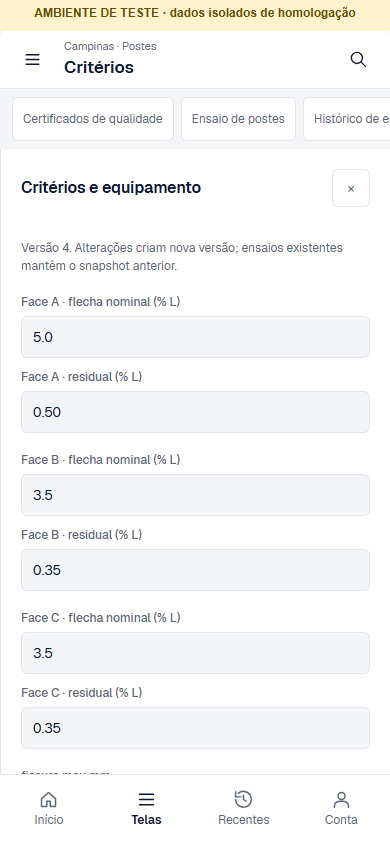 AMBIENTE DE TESTE · dados isolados de homologação
Campinas · Postes
Critérios
Certificados de qualidade
Ensaio de postes
Histórico de e
Critérios e equipamento
×
Versão 4. Alterações criam nova versão; ensaios existentes
mantêm o snapshot anterior.
Face A · flecha nominal (% L)
5.0
Face A · residual (% L)
0.50
Face B · flecha nominal (% L)
3.5
Face B · residual (% L)
0.35
Face C · flecha nominal (% L)
3.5
Face C · residual (% L)
0.35
Início
Telas
Recentes
Conta